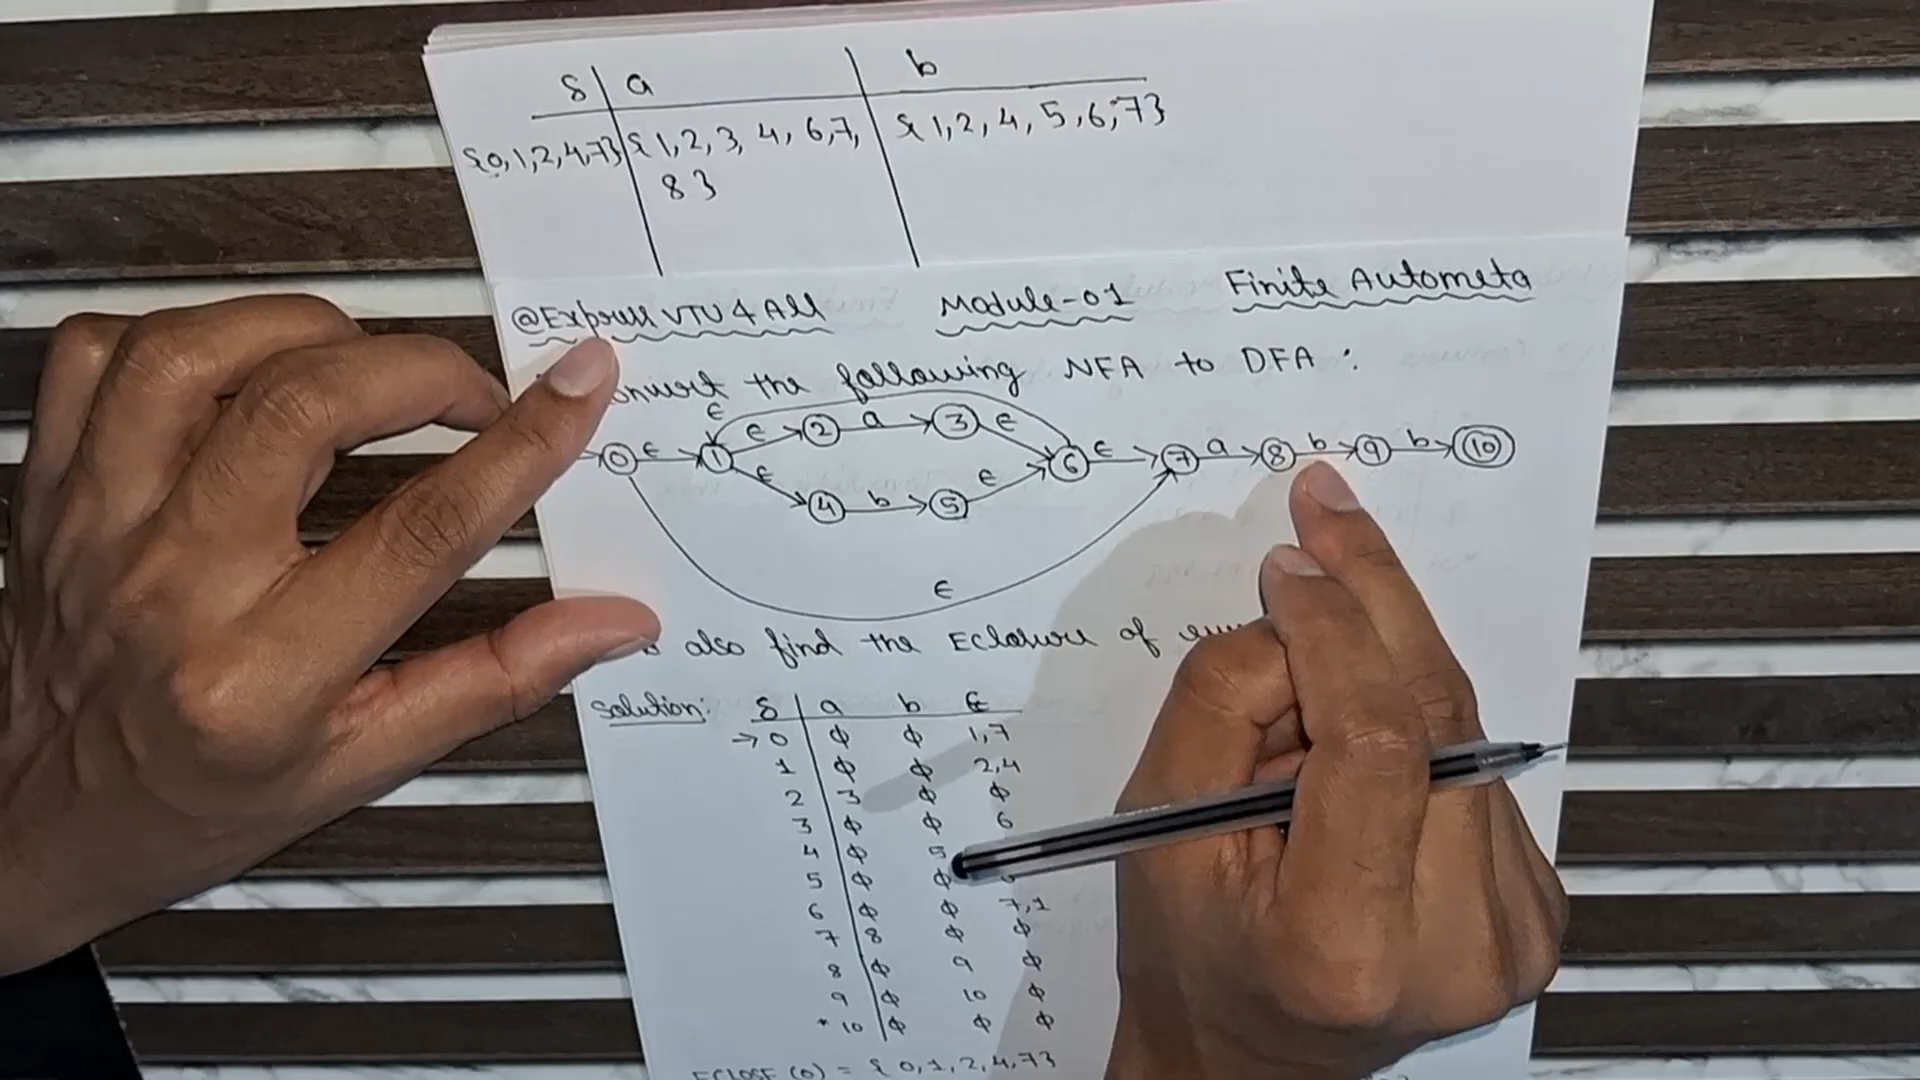 δ a b
{0,1,2,4,7} {1,2,3,4,6,7, {1,2,4,5,6,7}
8}
@Express VTU 4 All Module-01 Finite Autometa
the following NFA to DFA :
ε
ε 2 a 3 ε
0 ε 1 6 ε 7 a 8 b 9 b 10
ε 4 b 5 ε
ε
also find the Eclosure of
Solution: δ a b ε
→0 ϕ ϕ 1,7
1 ϕ ϕ 2,4
2 3 ϕ ϕ
3 ϕ ϕ 6
4 ϕ 5
5 ϕ ϕ
6 ϕ ϕ 7,1
7 8 ϕ ϕ
8 ϕ 9 ϕ
9 ϕ 10 ϕ
* 10 ϕ ϕ ϕ
ECLOSE (0) = {0,1,2,4,7}